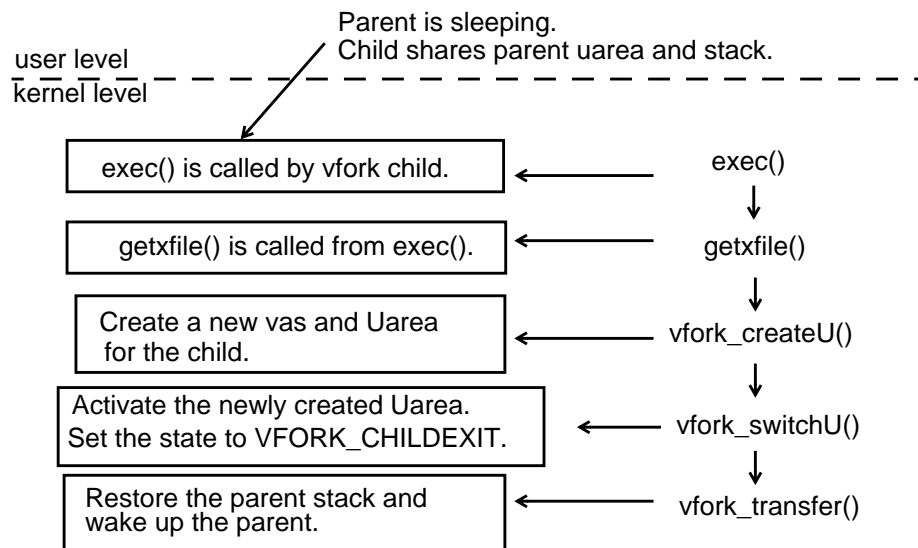 Parent is sleeping.
Child shares parent uarea and stack.
user level
kernel level
exec() is called by vfork child.
exec()
getxfile() is called from exec().
getxfile()
Create a new vas and Uarea
for the child.
vfork_createU()
Activate the newly created Uarea.
Set the state to VFORK_CHILDEXIT.
vfork_switchU()
Restore the parent stack and
wake up the parent.
vfork_transfer()